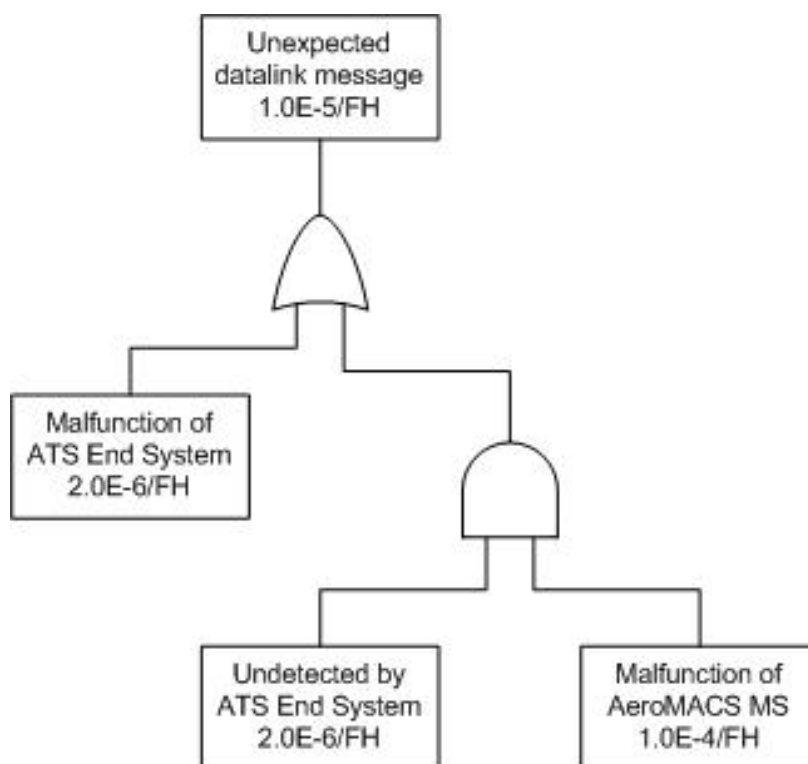 Unexpected
datalink message
1.0E-5/FH
Malfunction of
ATS End System
2.0E-6/FH
Undetected by
ATS End System
2.0E-6/FH
Malfunction of
AeroMACS MS
1.0E-4/FH